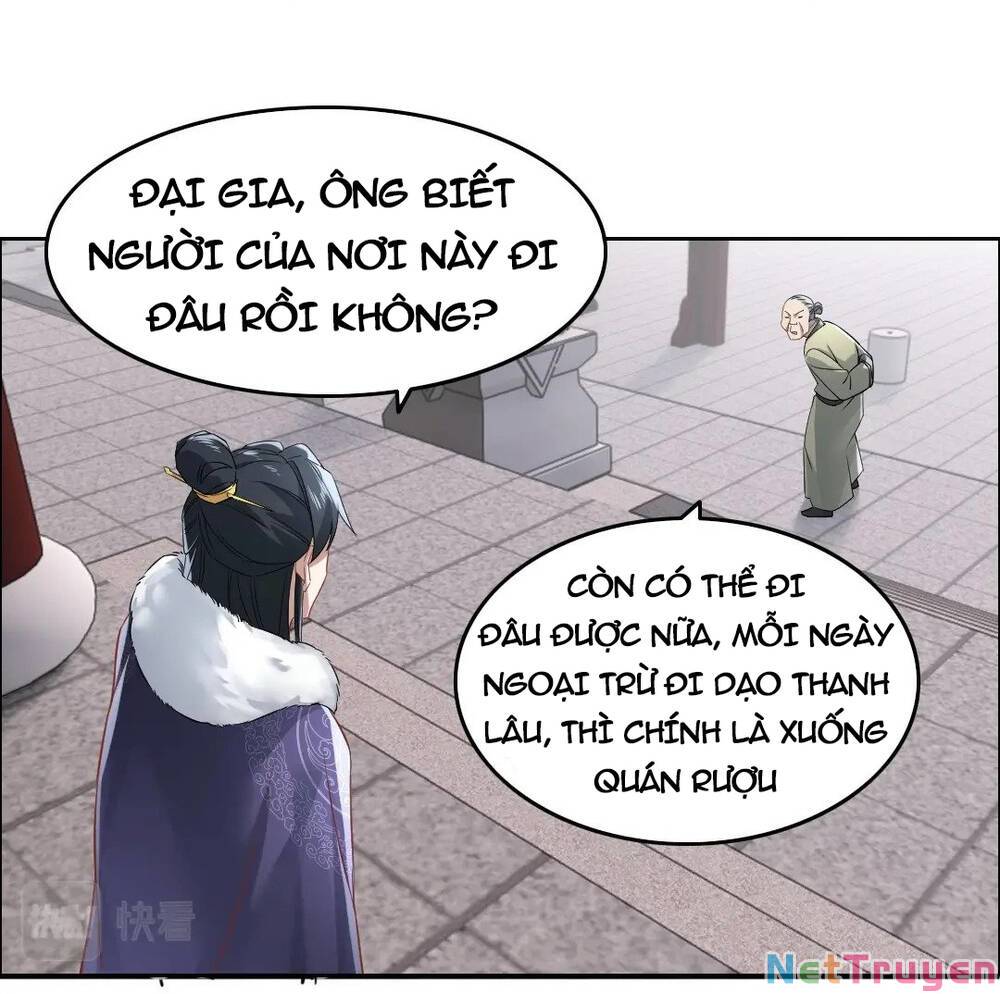 ĐẠI GIA, ÔNG BIẾT
NGƯỜI CỦA NƠI NÀY ĐI
ĐÂU RỒI KHÔNG?
CÒN CÓ THỂ ĐI
ĐÂU ĐƯỢC NỮA, MỖI NGÀY
NGOẠI TRỪ ĐI DẠO THANH
LÂU, THÌ CHÍNH LÀ XUỐNG
QUÁN RƯỢU
快看
NetTruyen